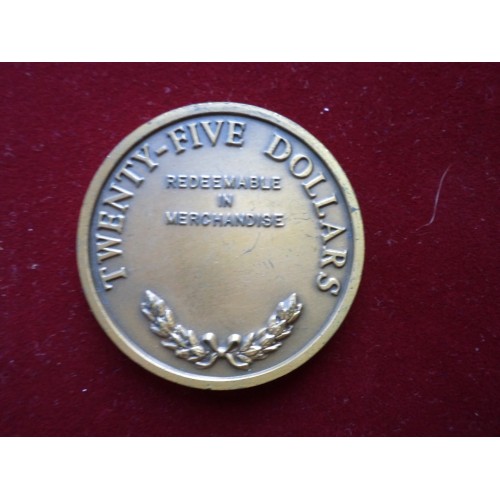 TWENTY-FIVE DOLLARS
REDEEMABLE
IN
MERCHANDISE